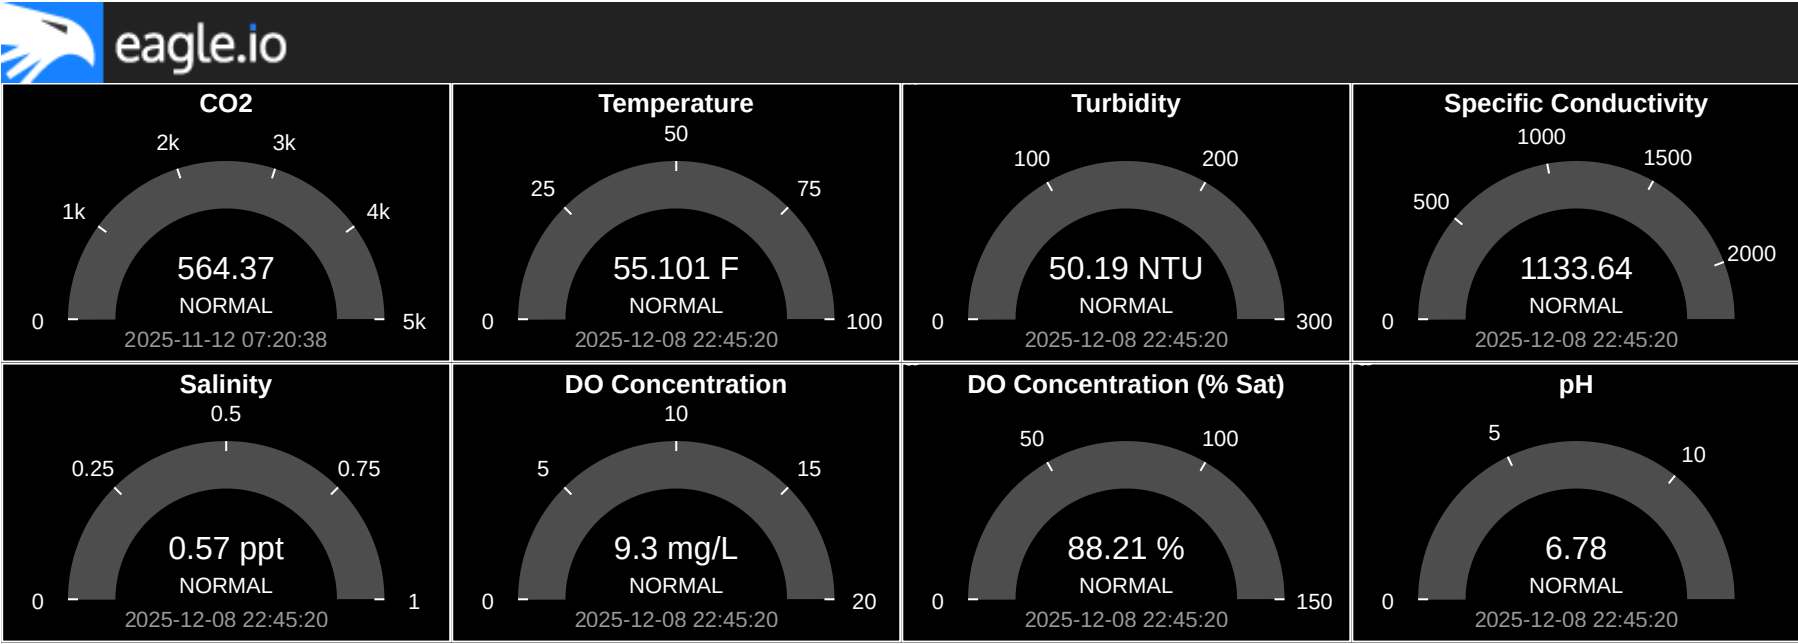 eagle.io
CO2
2k
3k
1k
4k
564.37
NORMAL
0
5k
2025-11-12 07:20:38
Temperature
50
25
75
55.101 F
NORMAL
0
100
2025-12-08 22:45:20
Turbidity
100
200
50.19 NTU
NORMAL
0
300
2025-12-08 22:45:20
Specific Conductivity
1000
1500
500
2000
1133.64
NORMAL
0
2025-12-08 22:45:20
Salinity
0.5
0.25
0.75
0.57 ppt
NORMAL
0
1
2025-12-08 22:45:20
DO Concentration
10
5
15
9.3 mg/L
NORMAL
0
20
2025-12-08 22:45:20
DO Concentration (% Sat)
50
100
88.21 %
NORMAL
0
150
2025-12-08 22:45:20
pH
5
10
6.78
NORMAL
0
2025-12-08 22:45:20